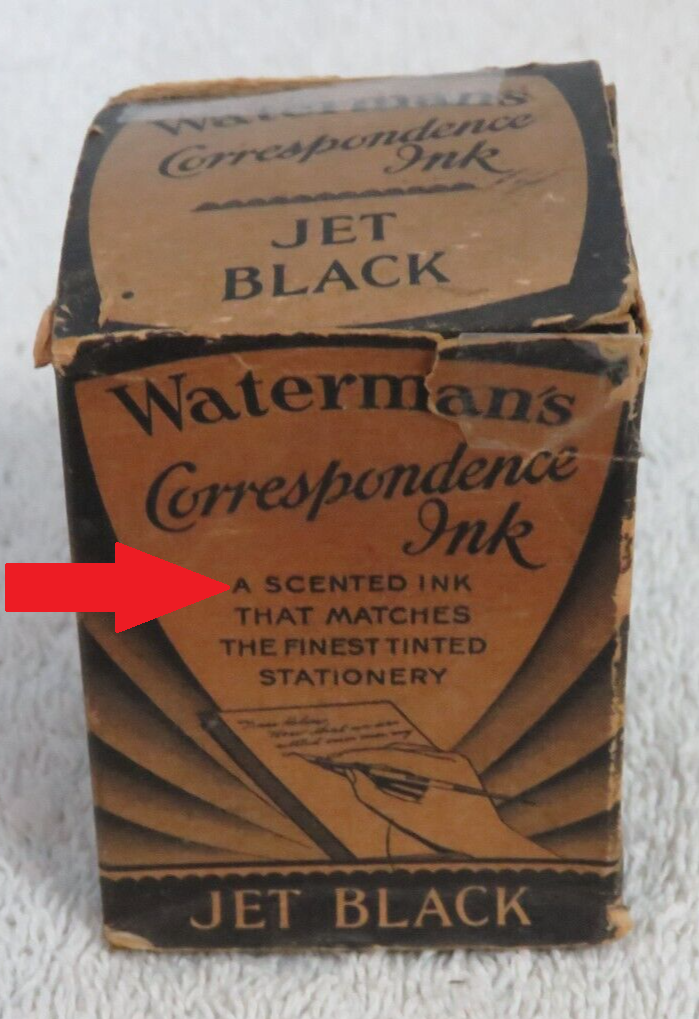 Waterman's
Correspondence
Ink
JET
BLACK
Waterman's
Correspondence
Ink
A SCENTED INK
THAT MATCHES
THE FINEST TINTED
STATIONERY
JET BLACK